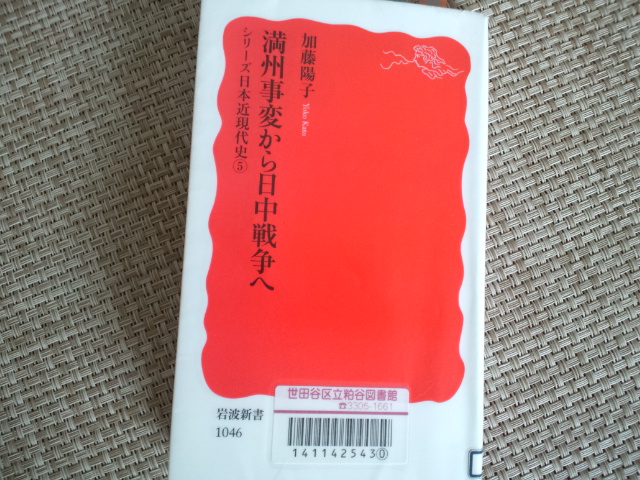 加藤陽子
Yoko Kato
満州事変から日中戦争へ
シリーズ日本近現代史⑤
世田谷区立粕谷図書館
☎3305-1661
141142543⓪
岩波新書
1046